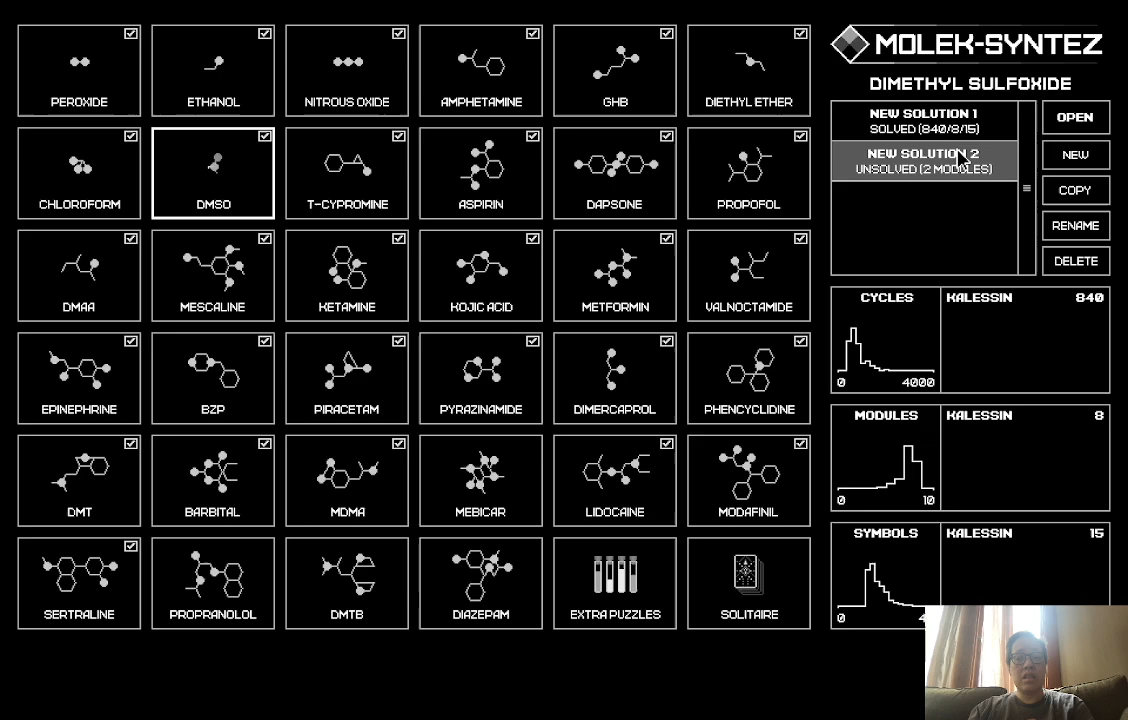 PEROXIDE
ETHANOL
NITROUS OXIDE
AMPHETAMINE
GHB
DIETHYL ETHER
CHLOROFORM
DMSO
T-CYPROMINE
ASPIRIN
DAPSONE
PROPOFOL
DMAA
MESCALINE
KETAMINE
KOJIC ACID
METFORMIN
VALNOCTAMIDE
EPINEPHRINE
BZP
PIRACETAM
PYRAZINAMIDE
DIMERCAPROL
PHENCYCLIDINE
DMT
BARBITAL
MDMA
MEBICAR
LIDOCAINE
MODAFINIL
SERTRALINE
PROPRANOLOL
DMTB
DIAZEPAM
EXTRA PUZZLES
SOLITAIRE
MOLEK-SYNTEZ
DIMETHYL SULFOXIDE
NEW SOLUTION 1
SOLVED (840/8/15)
NEW SOLUTION 2
UNSOLVED (2 MODULES)
OPEN
NEW
COPY
RENAME
DELETE
CYCLES
0 4000
KALESSIN 840
MODULES
0 10
KALESSIN 8
SYMBOLS
0
KALESSIN 15